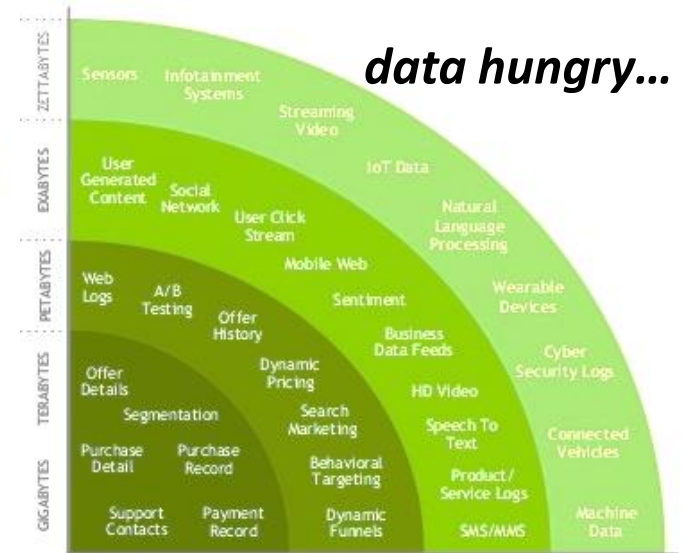 data hungry...
ZETTABYTES
EXABYTES
PETABYTES
TERABYTES
GIGABYTES
Sensors
Infotainment
Systems
Streaming
Video
IoT Data
Natural
Language
Processing
Wearable
Devices
Cyber
Security Logs
Connected
Vehicles
Machine
Data
User
Generated
Content
Social
Network
User Click
Stream
Mobile Web
Sentiment
Business
Data Feeds
HD Video
Speech To
Text
Product/
Service Logs
SMS/MMS
Web
Logs
A/B
Testing
Offer
History
Dynamic
Pricing
Search
Marketing
Behavioral
Targeting
Dynamic
Funnels
Offer
Details
Segmentation
Purchase
Detail
Purchase
Record
Support
Contacts
Payment
Record